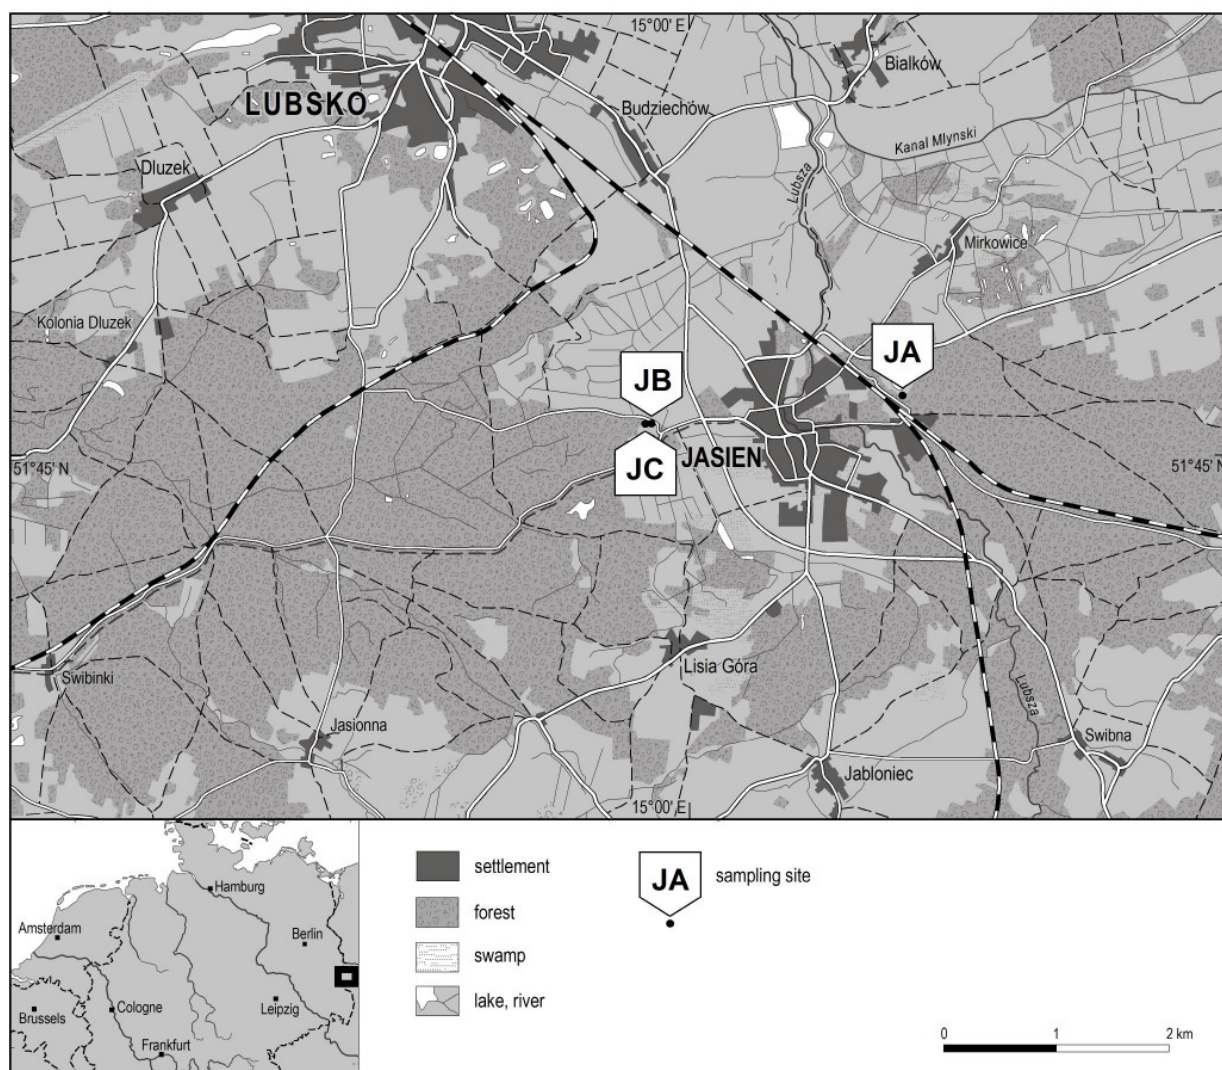 15°00' E
Bialków
LUBSKO
Budziechów
Kanal Młynski
Dluzek
Lubsza
Mirkowice
Kolonia Dluzek
JA
JB
51°45' N
JC
JASIEN
51°45' N
Lisia Góra
Swibinki
Lubsza
Jasionna
Swibna
Jabloniec
15°00' E
Hamburg
Amsterdam
Berlin
Cologne
Leipzig
Brussels
Frankfurt
settlement
forest
swamp
lake, river
JA
sampling site
0 1 2 km